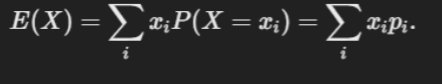 E(X) = ∑_i x_i P(X = x_i) = ∑_i x_i p_i.